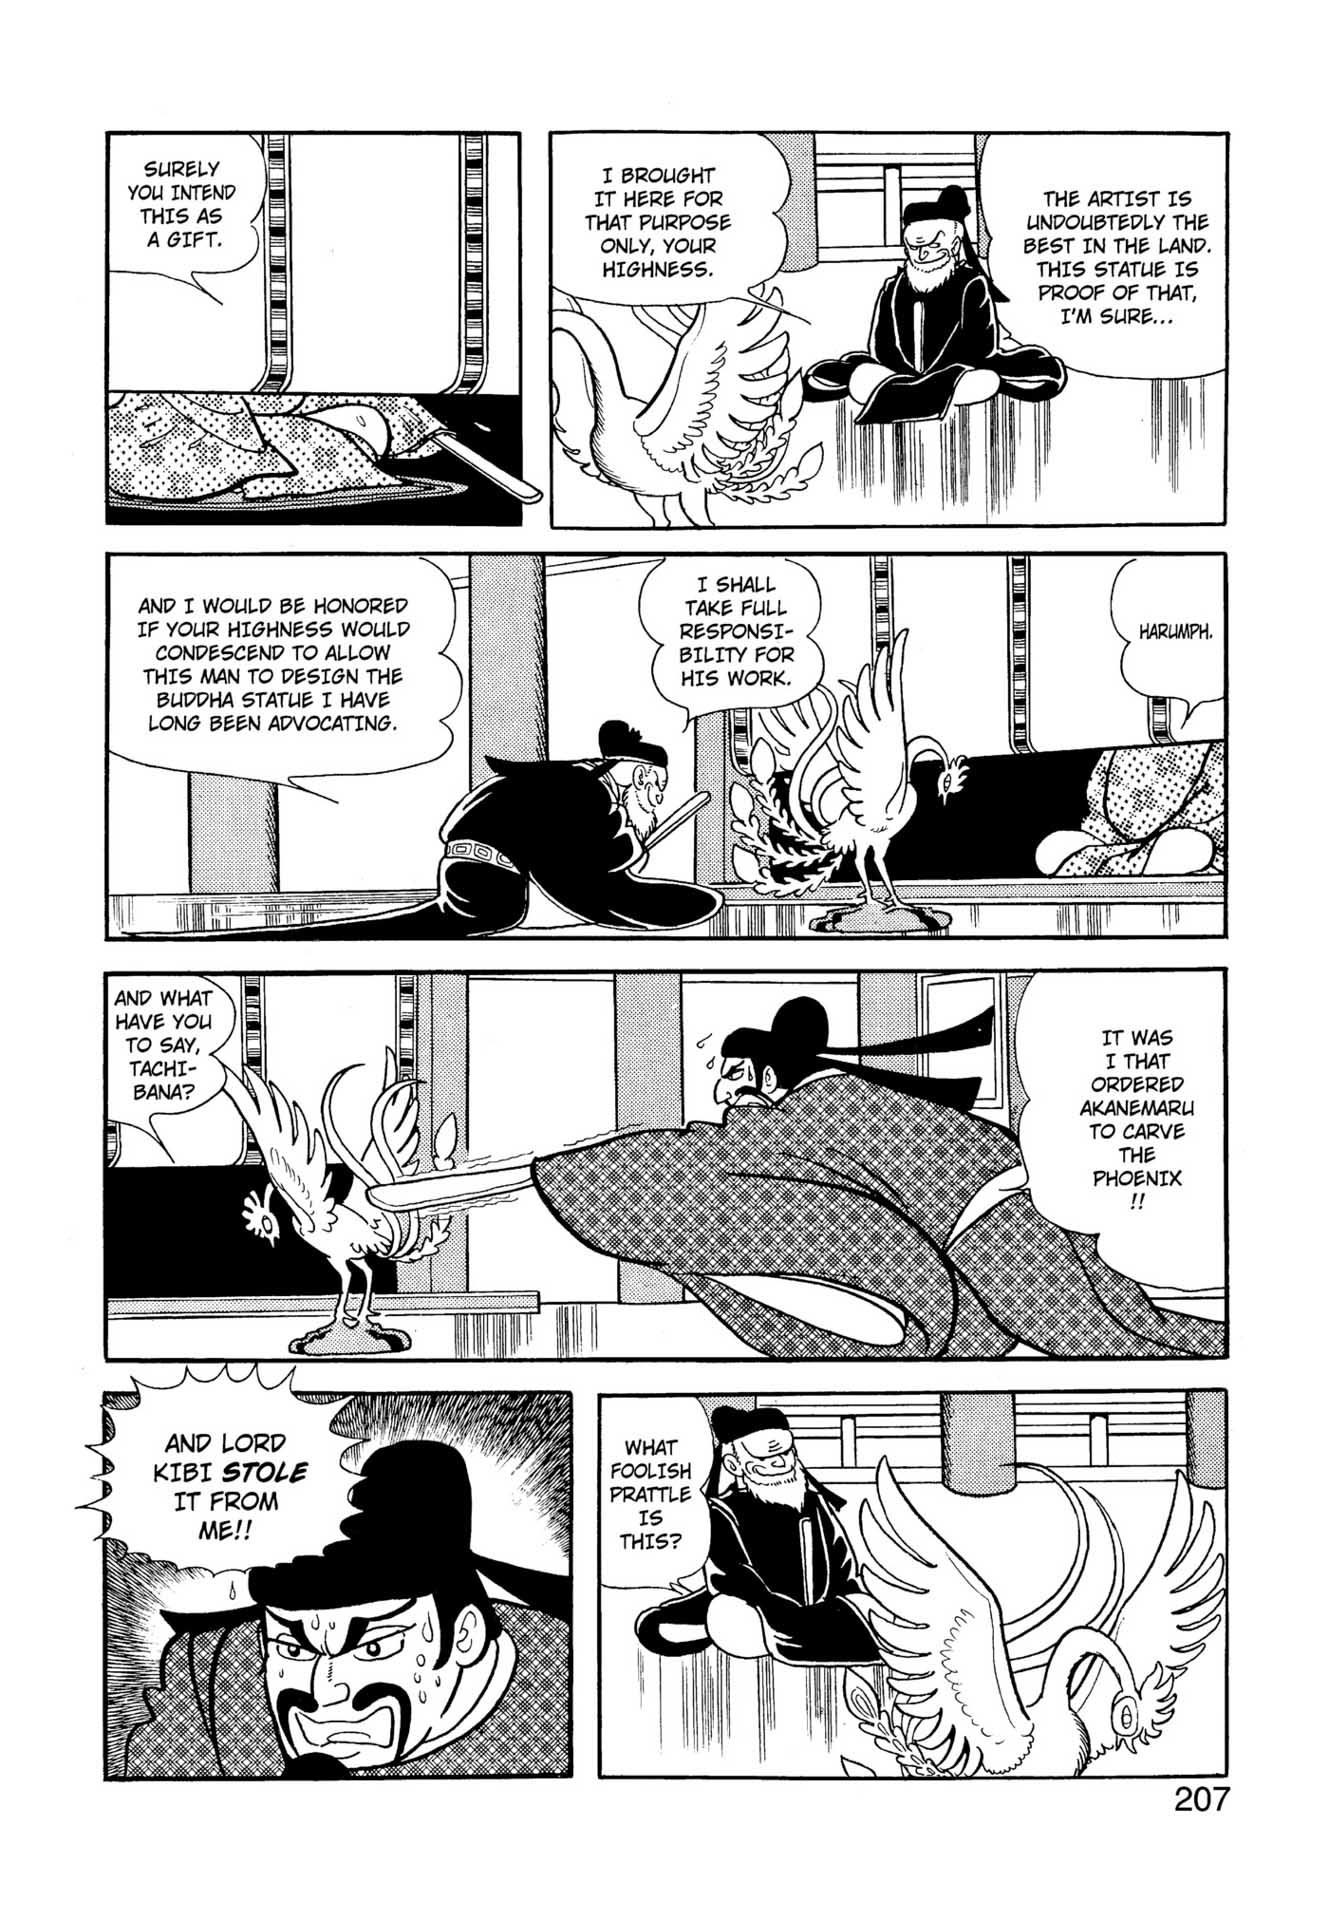 SURELY
YOU INTEND
THIS AS
A GIFT.
I BROUGHT
IT HERE FOR
THAT PURPOSE
ONLY, YOUR
HIGHNESS.
THE ARTIST IS
UNDOUBTEDLY THE
BEST IN THE LAND.
THIS STATUE IS
PROOF OF THAT,
I'M SURE...
AND I WOULD BE HONORED
IF YOUR HIGHNESS WOULD
CONDESCEND TO ALLOW
THIS MAN TO DESIGN THE
BUDDHA STATUE I HAVE
LONG BEEN ADVOCATING.
I SHALL
TAKE FULL
RESPONSI-
BILITY FOR
HIS WORK.
HARUMPH.
AND WHAT
HAVE YOU
TO SAY,
TACHI-
BANA?
IT WAS
I THAT
ORDERED
AKANEMARU
TO CARVE
THE
PHOENIX
!!
AND LORD
KIBI STOLE
IT FROM
ME!!
WHAT
FOOLISH
PRATTLE
IS
THIS?
207